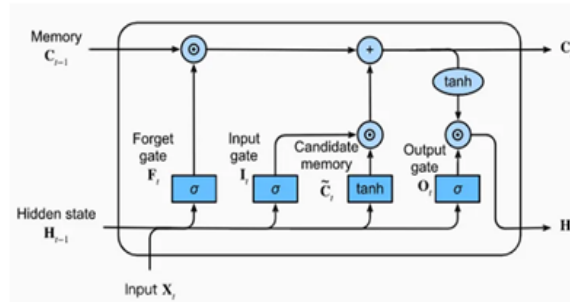 Memory
C_{t-1}
C
tanh
Forget
gate
F_t
Input
gate
I_t
Candidate
memory
C̃_t
Output
gate
O_t
σ σ tanh σ
Hidden state
H_{t-1}
H
Input X_t